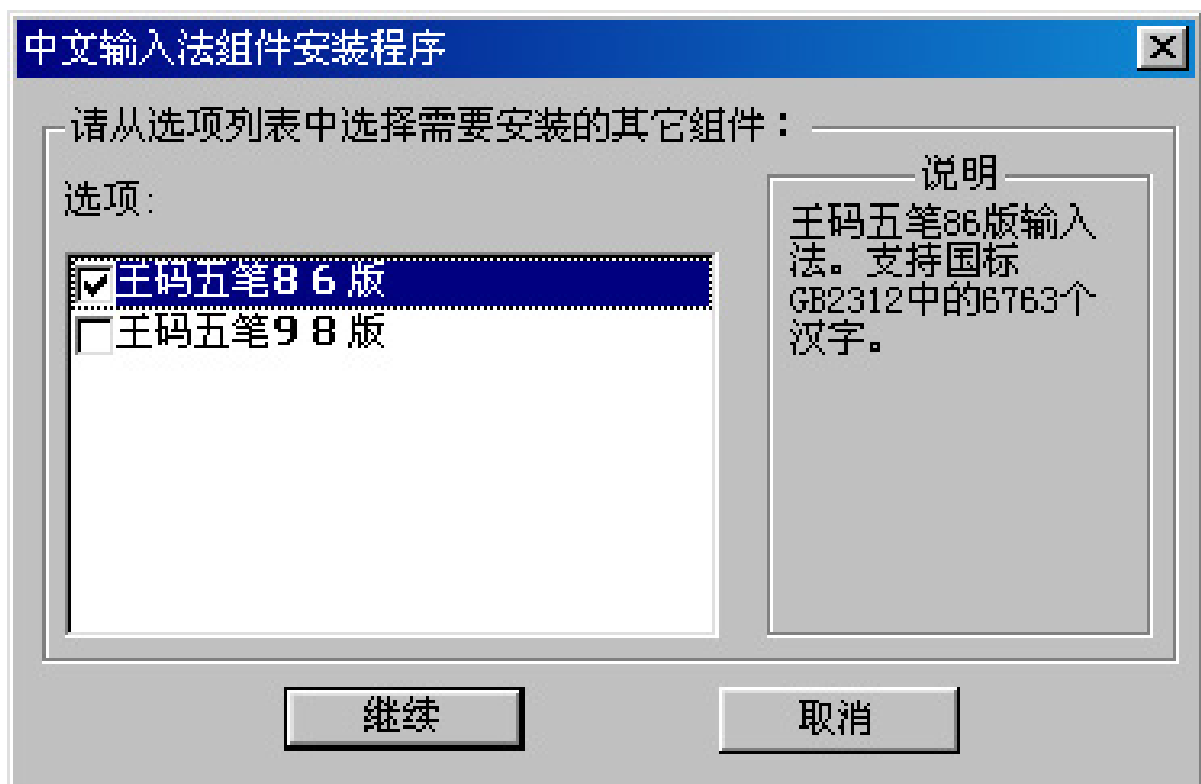 中文输入法组件安装程序
请从选项列表中选择需要安装的其它组件：
选项:
王码五笔86版
王码五笔98版
说明
王码五笔86版输入
法。支持国标
GB2312中的6763个
汉字。
继续
取消